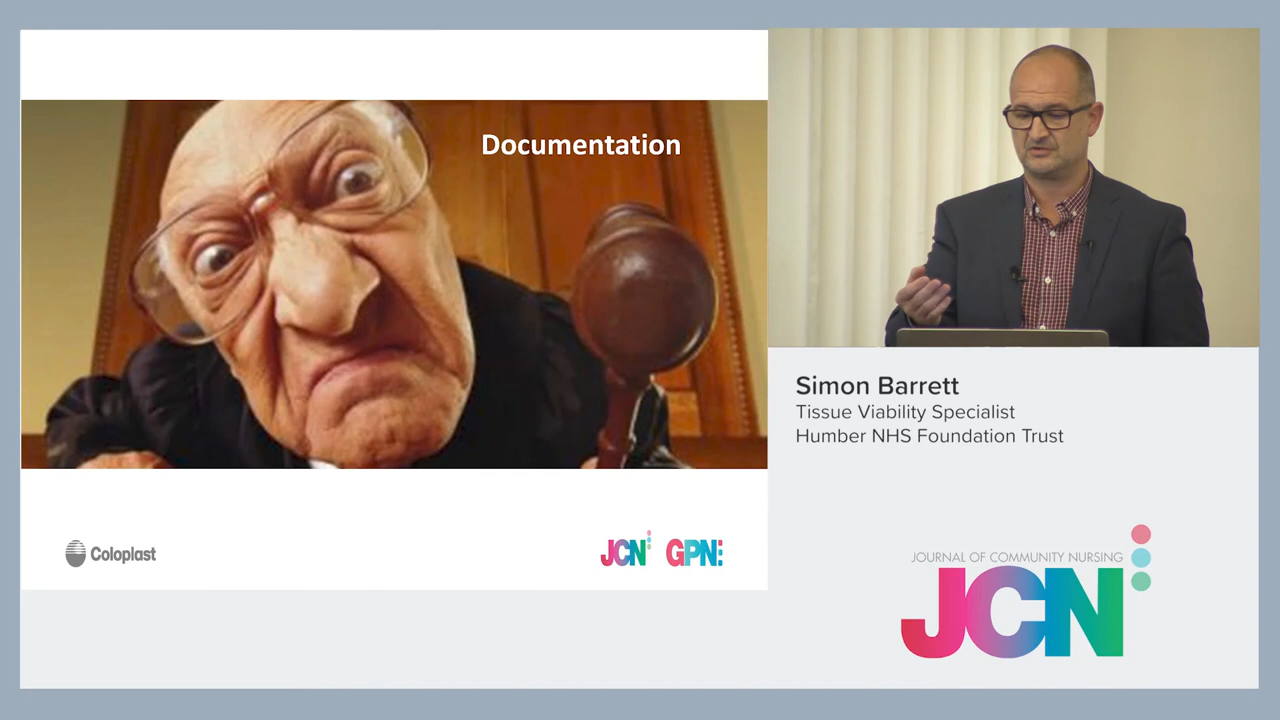 Documentation
Coloplast
JCN
GPN
Simon Barrett
Tissue Viability Specialist
Humber NHS Foundation Trust
JOURNAL OF COMMUNITY NURSING
JCN